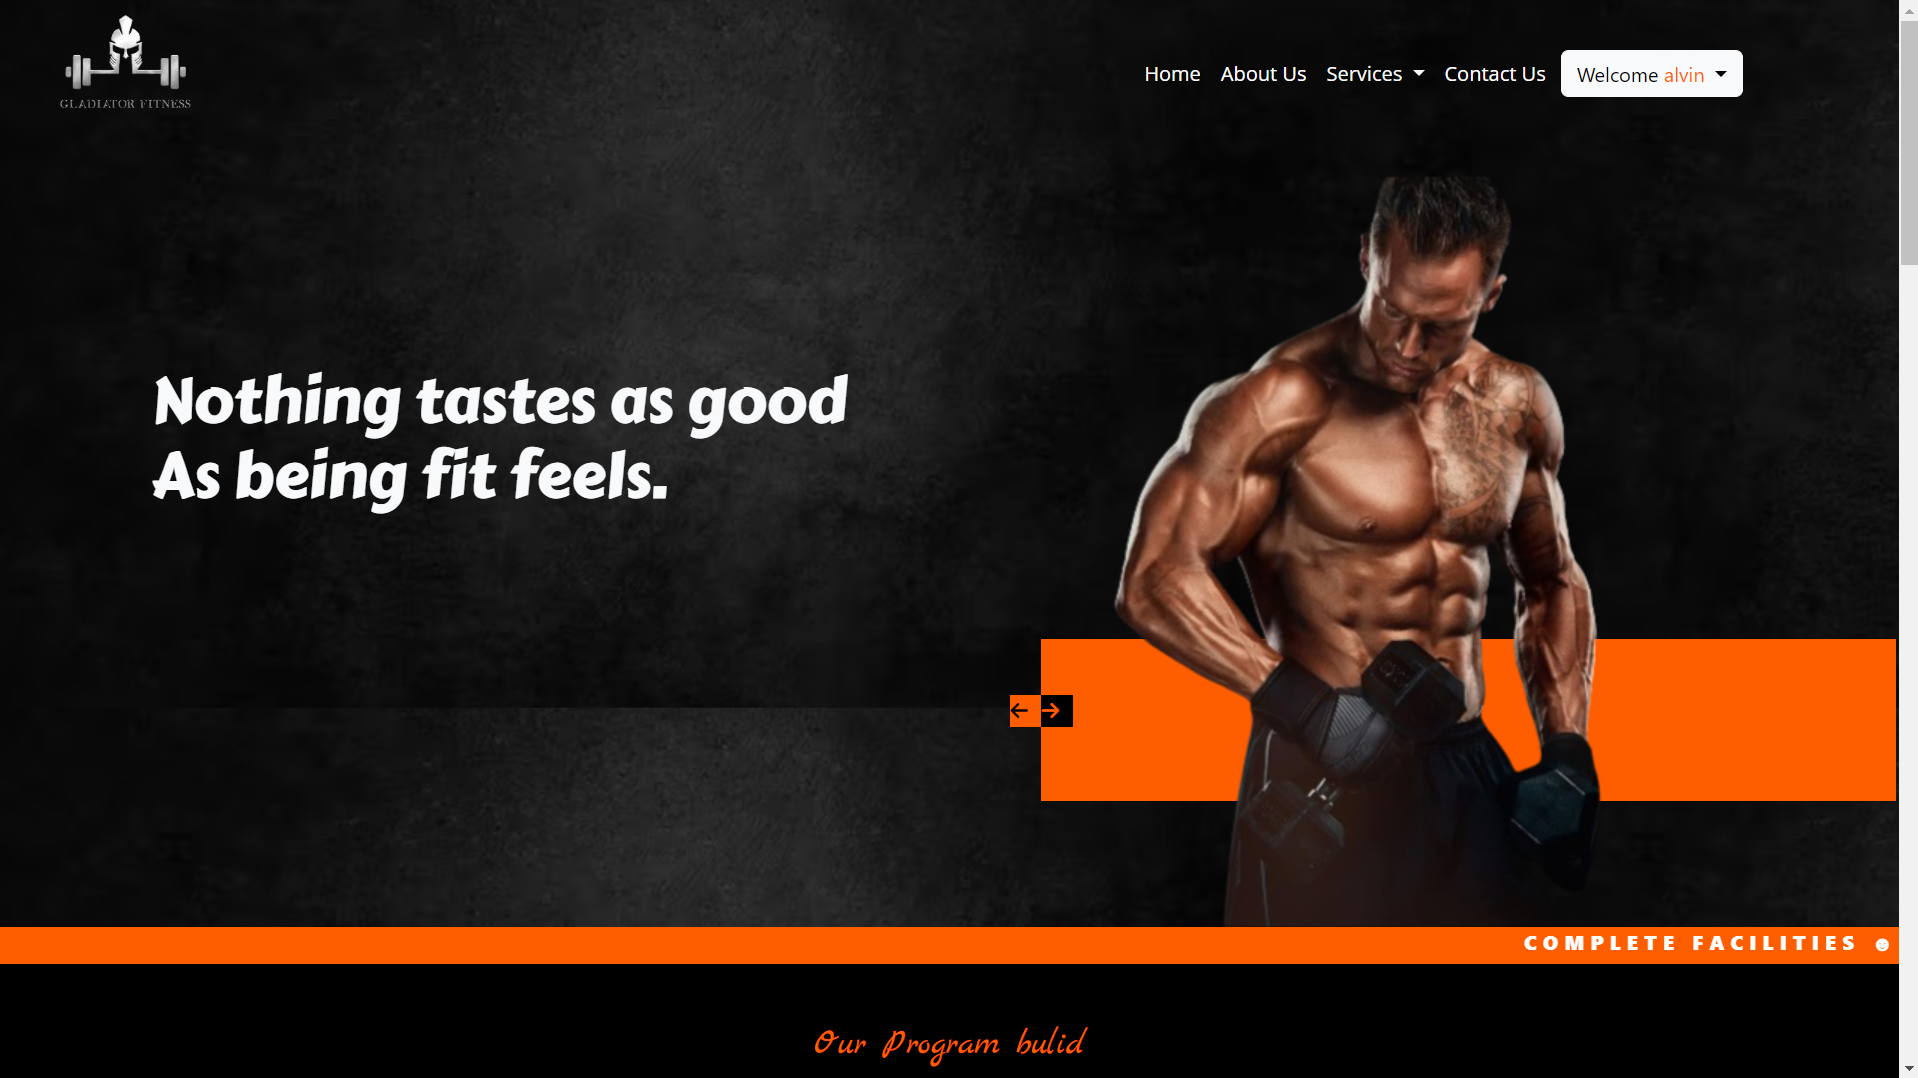 GLADIATOR FITNESS
Home About Us Services Contact Us Welcome alvin
Nothing tastes as good
As being fit feels.
COMPLETE FACILITIES ☻
Our Program bulid